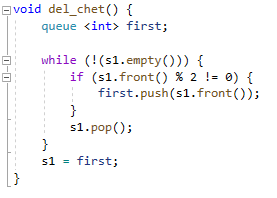 void del_chet() {
queue <int> first;
while (!(s1.empty())) {
if (s1.front() % 2 != 0) {
first.push(s1.front());
}
s1.pop();
}
s1 = first;
}